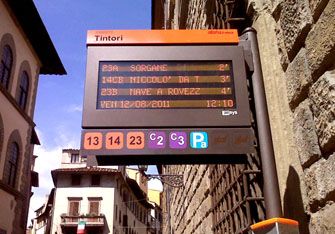 Tintori
23A SORGANE 2'
14CB NICCOLO' DA T 3'
23B NAVE A ROVEZZ 4'
VEN 12/08/2011 12:10
13 14 23 C2 C3 Pa